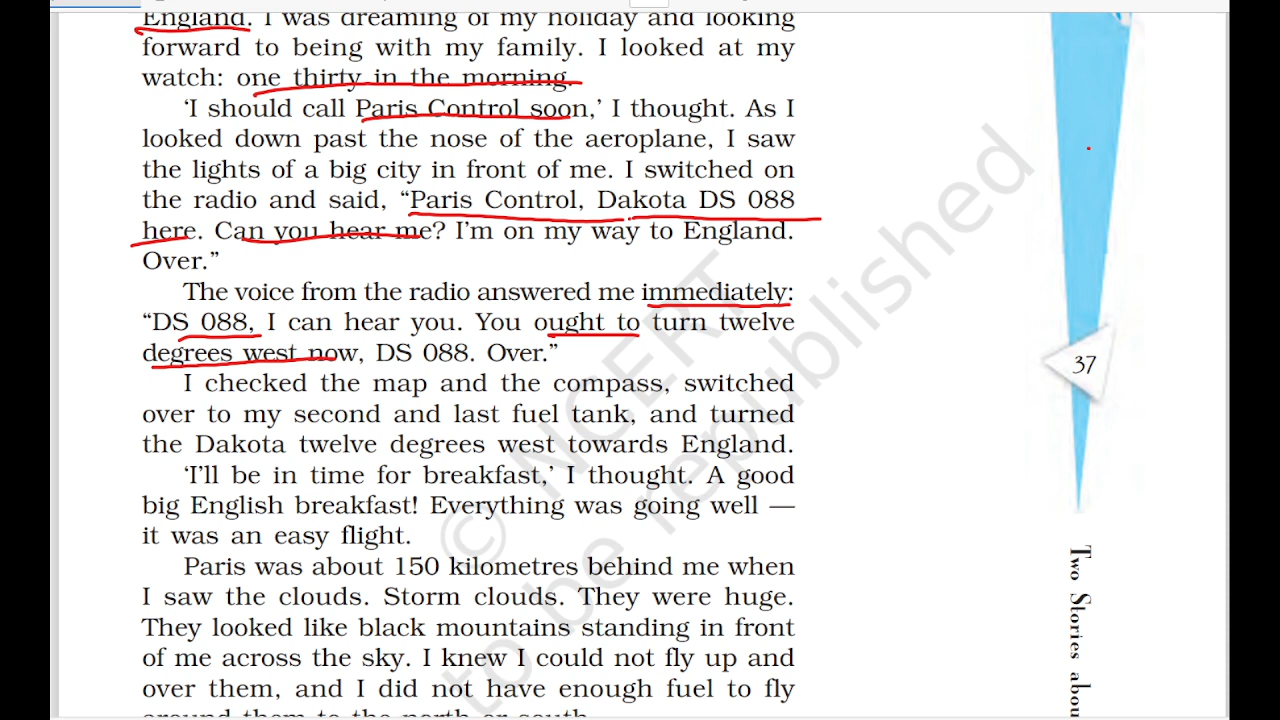 England. I was dreaming of my holiday and looking
forward to being with my family. I looked at my
watch: one thirty in the morning.
‘I should call Paris Control soon,’ I thought. As I
looked down past the nose of the aeroplane, I saw
the lights of a big city in front of me. I switched on
the radio and said, “Paris Control, Dakota DS 088
here. Can you hear me? I’m on my way to England.
Over.”
The voice from the radio answered me immediately:
“DS 088, I can hear you. You ought to turn twelve
degrees west now, DS 088. Over.”
I checked the map and the compass, switched
over to my second and last fuel tank, and turned
the Dakota twelve degrees west towards England.
‘I’ll be in time for breakfast,’ I thought. A good
big English breakfast! Everything was going well —
it was an easy flight.
Paris was about 150 kilometres behind me when
I saw the clouds. Storm clouds. They were huge.
They looked like black mountains standing in front
of me across the sky. I knew I could not fly up and
over them, and I did not have enough fuel to fly
around them to the north or south.
37
Two Stories abou
© NCERT
to be republished